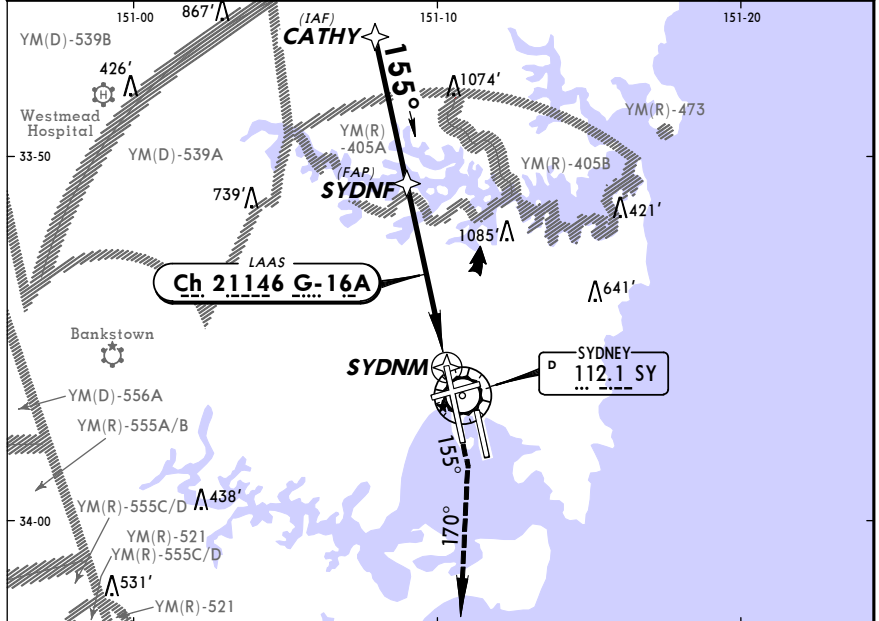 151-00
151-10
151-20
867'
(IAF)
CATHY
YM(D)-539B
426'
155°
1074'
H
Westmead
Hospital
YM(R)-473
YM(R)
-405A
YM(D)-539A
33-50
YM(R)-405B
(FAP)
SYDNF
739'
421'
1085'
LAAS
Ch 21146 G-16A
641'
Bankstown
SYDNM
SYDNEY
D 112.1 SY
YM(D)-556A
YM(R)-555A/B
155°
438'
YM(R)-555C/D
170°
34-00
YM(R)-521
YM(R)-555C/D
531'
YM(R)-521